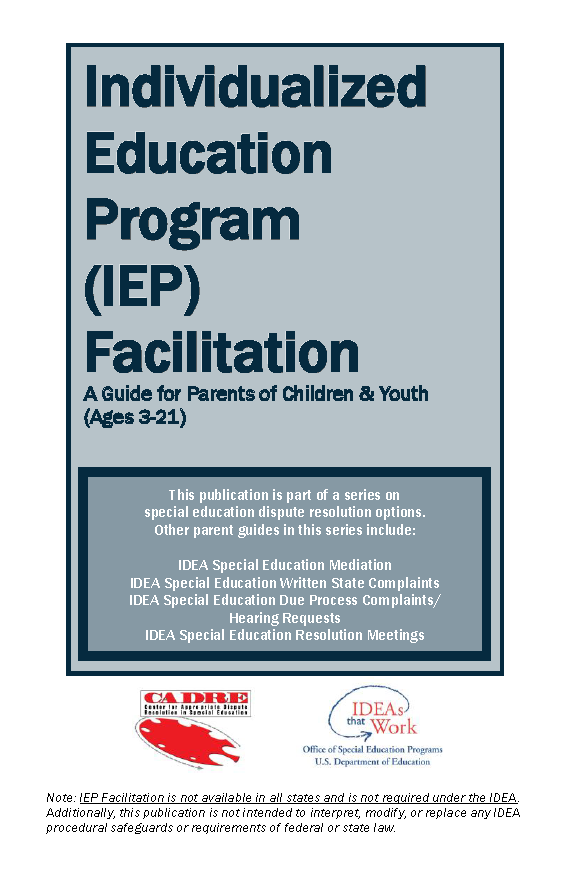 Individualized
Education
Program
(IEP)
Facilitation
A Guide for Parents of Children & Youth
(Ages 3-21)
This publication is part of a series on
special education dispute resolution options.
Other parent guides in this series include:
IDEA Special Education Mediation
IDEA Special Education Written State Complaints
IDEA Special Education Due Process Complaints/
Hearing Requests
IDEA Special Education Resolution Meetings
CADRE
Center for Appropriate Dispute
Resolution in Special Education
IDEAs
that
Work
Office of Special Education Programs
U.S. Department of Education
Note: IEP Facilitation is not available in all states and is not required under the IDEA.
Additionally, this publication is not intended to interpret, modify, or replace any IDEA
procedural safeguards or requirements of federal or state law.